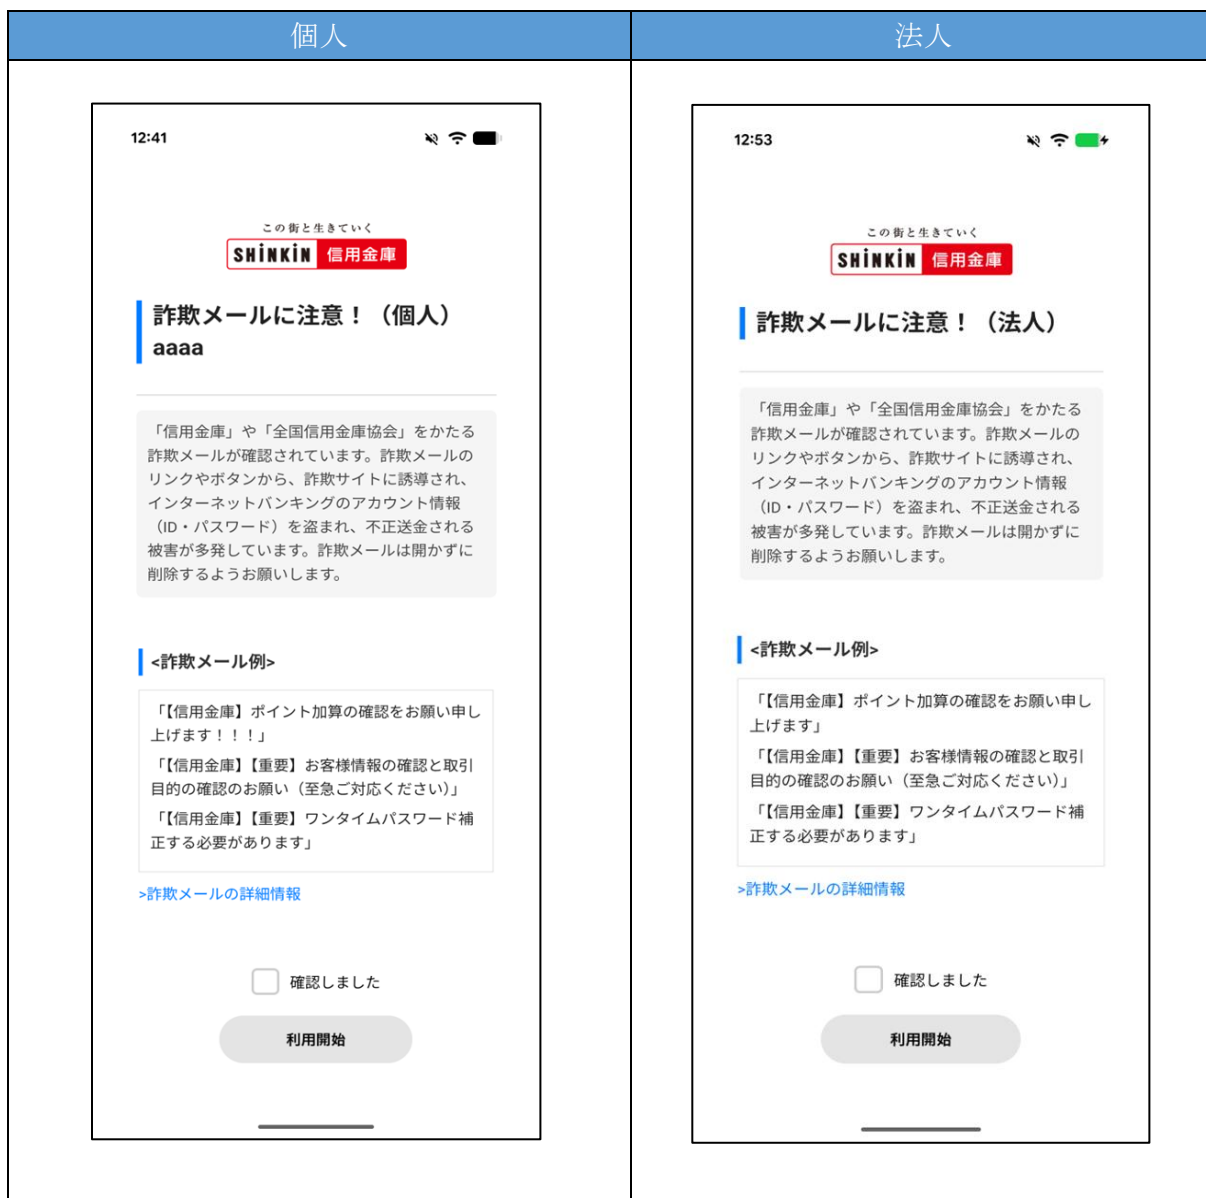 個人
法人
12:41
この街と生きていく
SHINKIN 信用金庫
詐欺メールに注意！（個人）
aaaa
「信用金庫」や「全国信用金庫協会」をかたる
詐欺メールが確認されています。詐欺メールの
リンクやボタンから、詐欺サイトに誘導され、
インターネットバンキングのアカウント情報
（ID・パスワード）を盗まれ、不正送金される
被害が多発しています。詐欺メールは開かずに
削除するようお願いします。
<詐欺メール例>
「【信用金庫】ポイント加算の確認をお願い申し
上げます！！！」
「【信用金庫】【重要】お客様情報の確認と取引
目的の確認のお願い（至急ご対応ください）」
「【信用金庫】【重要】ワンタイムパスワード補
正する必要があります」
>詐欺メールの詳細情報
確認しました
利用開始
12:53
この街と生きていく
SHINKIN 信用金庫
詐欺メールに注意！（法人）
「信用金庫」や「全国信用金庫協会」をかたる
詐欺メールが確認されています。詐欺メールの
リンクやボタンから、詐欺サイトに誘導され、
インターネットバンキングのアカウント情報
（ID・パスワード）を盗まれ、不正送金される
被害が多発しています。詐欺メールは開かずに
削除するようお願いします。
<詐欺メール例>
「【信用金庫】ポイント加算の確認をお願い申し
上げます」
「【信用金庫】【重要】お客様情報の確認と取引
目的の確認のお願い（至急ご対応ください）」
「【信用金庫】【重要】ワンタイムパスワード補
正する必要があります」
>詐欺メールの詳細情報
確認しました
利用開始